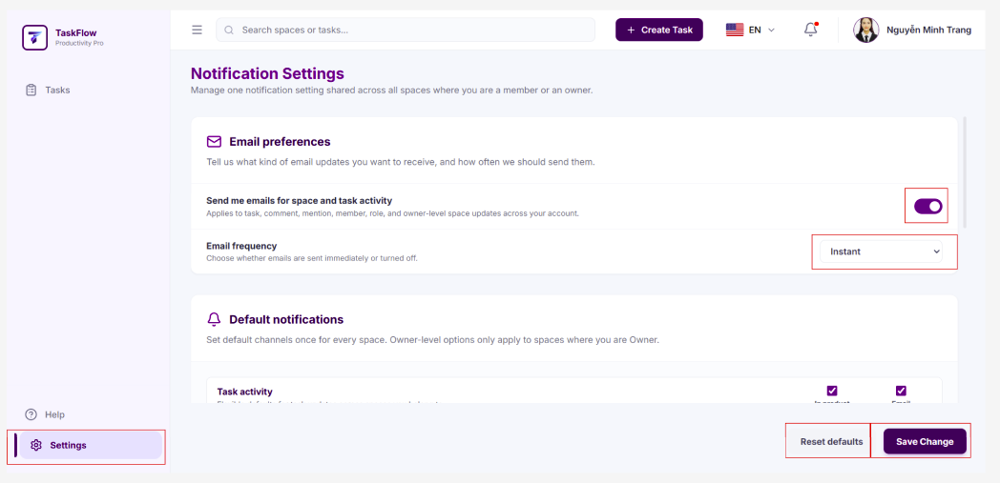 TaskFlow
Productivity Pro
Search spaces or tasks...
+ Create Task
EN
Nguyễn Minh Trang
Tasks
Notification Settings
Manage one notification setting shared across all spaces where you are a member or an owner.
Email preferences
Tell us what kind of email updates you want to receive, and how often we should send them.
Send me emails for space and task activity
Applies to task, comment, mention, member, role, and owner-level space updates across your account.
Email frequency
Choose whether emails are sent immediately or turned off.
Instant
Default notifications
Set default channels once for every space. Owner-level options only apply to spaces where you are Owner.
Task activity
Help
Settings
Reset defaults
Save Change